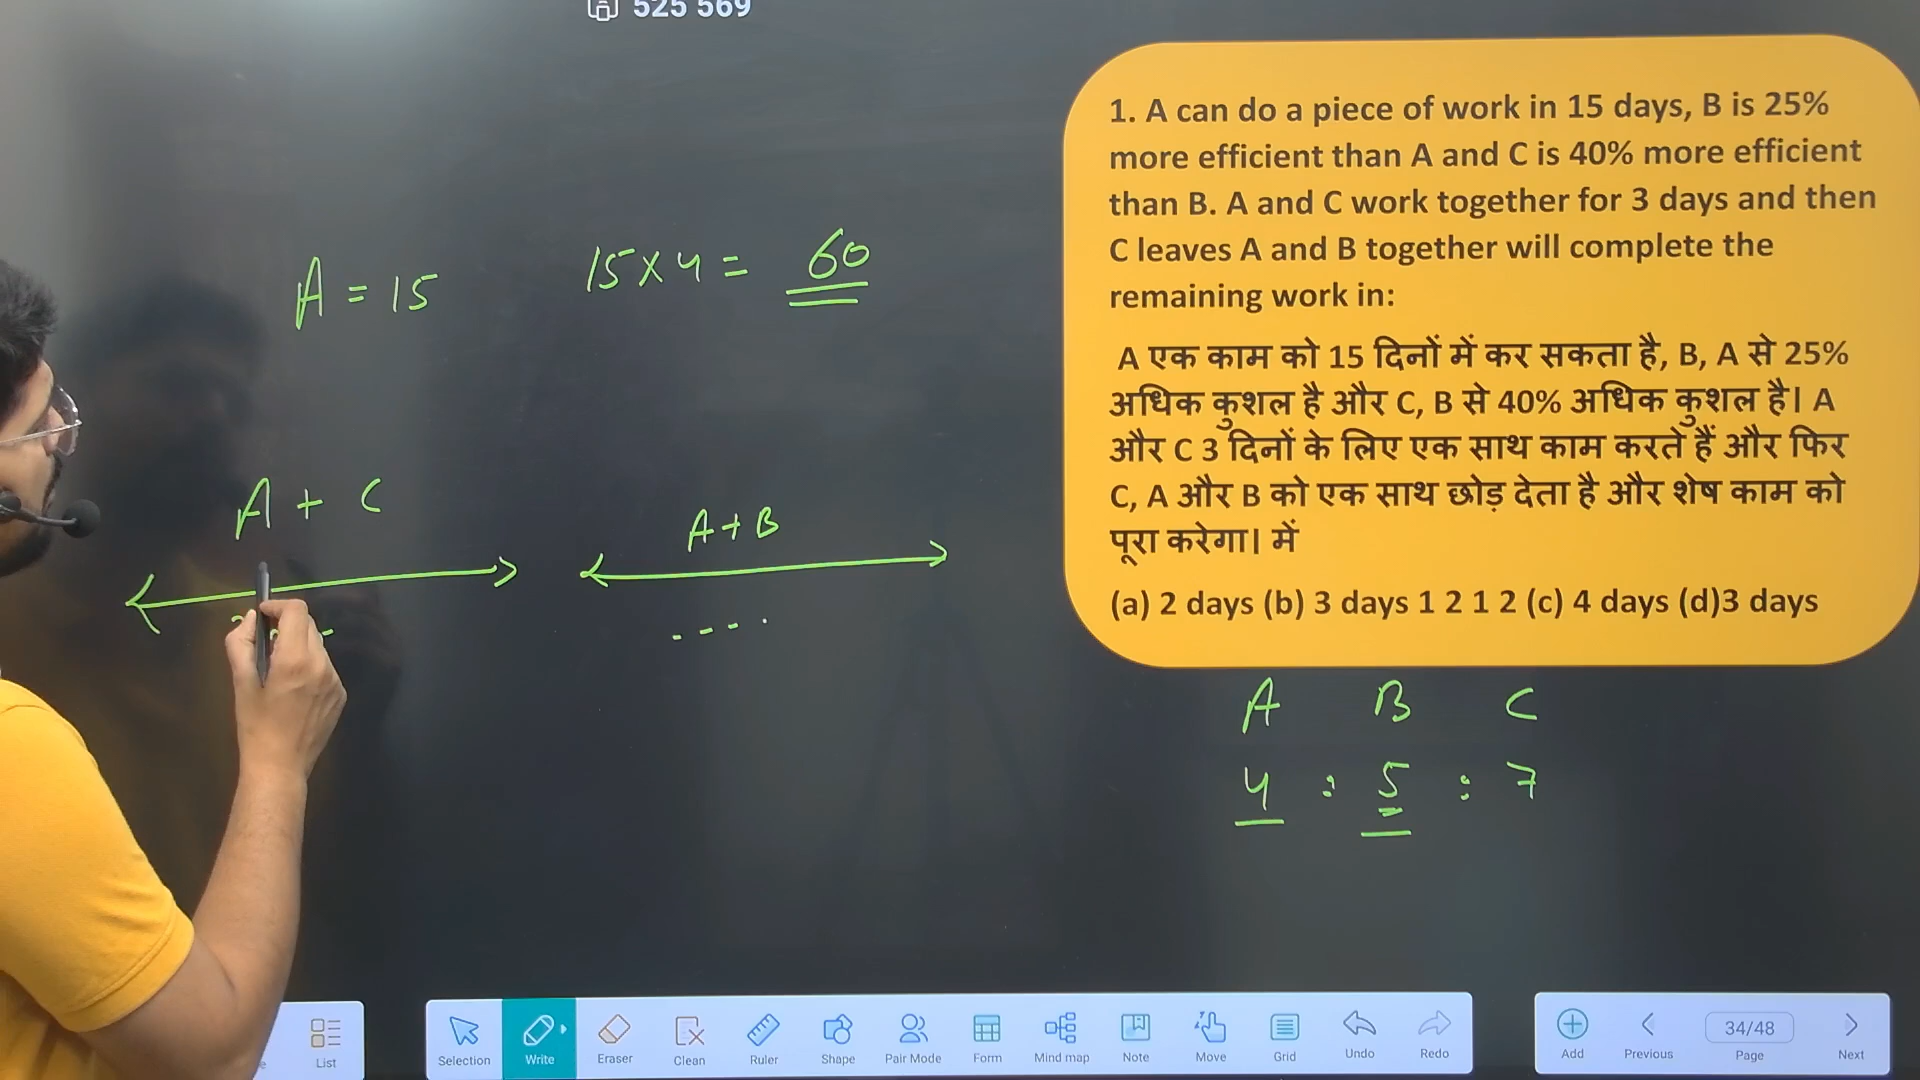 525 569
1. A can do a piece of work in 15 days, B is 25%
more efficient than A and C is 40% more efficient
than B. A and C work together for 3 days and then
C leaves A and B together will complete the
remaining work in:
A एक काम को 15 दिनों में कर सकता है, B, A से 25%
अधिक कुशल है और C, B से 40% अधिक कुशल है। A
और C 3 दिनों के लिए एक साथ काम करते हैं और फिर
C, A और B को एक साथ छोड़ देता है और शेष काम को
पूरा करेगा। में
(a) 2 days (b) 3 days 1 2 1 2 (c) 4 days (d)3 days
A = 15
15 x 4 = 60
A + C
A + B
A B C
4 : 5 : 7
List
Selection
Write
Eraser
Clean
Ruler
Shape
Pair Mode
Form
Mind map
Note
Move
Grid
Undo
Redo
Add
Previous
34/48
Page
Next